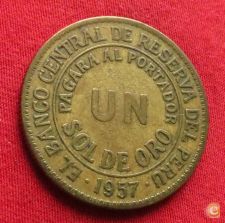 EL BANCO CENTRAL DE RESERVA DEL PERU
PAGARA AL PORTADOR
UN
SOL DE ORO
· 1957 ·